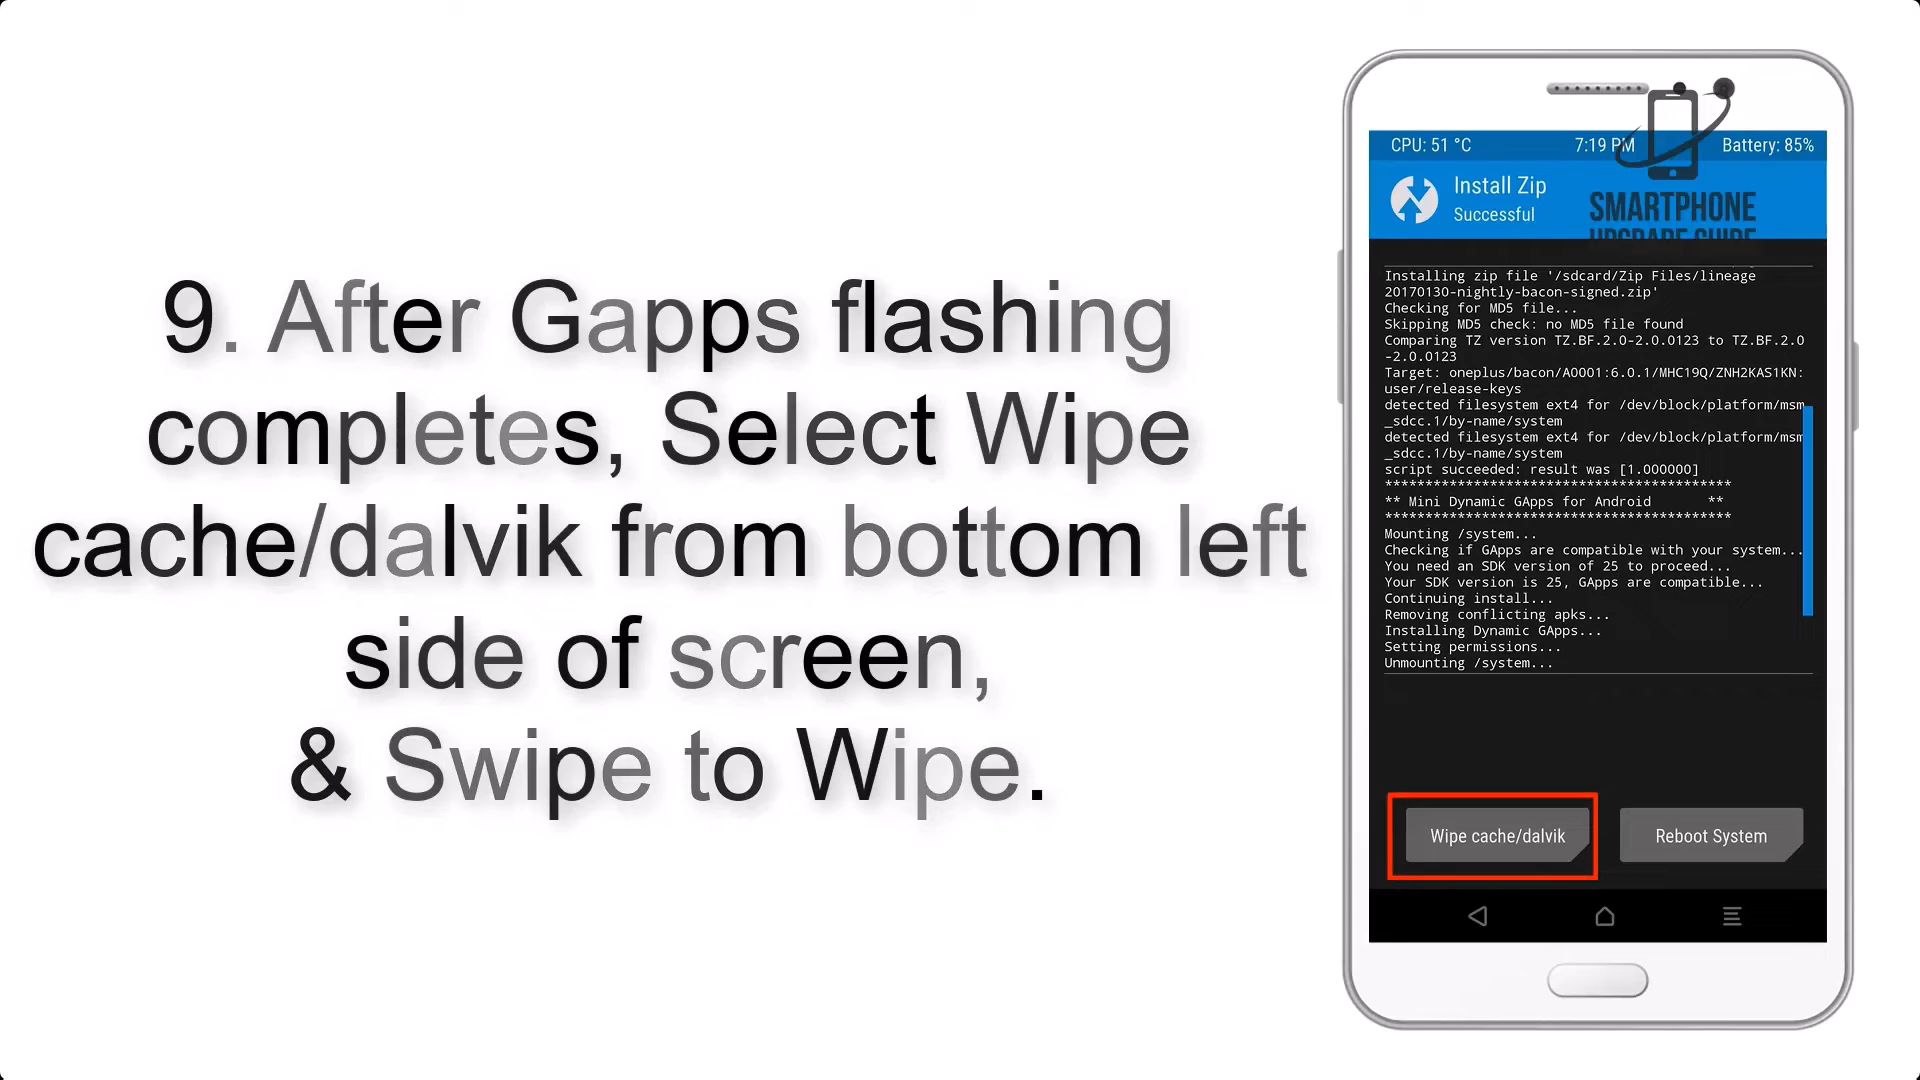 9. After Gapps flashing
completes, Select Wipe
cache/dalvik from bottom left
side of screen,
& Swipe to Wipe.
CPU: 51 °C 7:19 PM Battery: 85%
Install Zip
Successful
SMARTPHONE
UPGRADE GUIDE
Installing zip file '/sdcard/Zip Files/lineage
20170130-nightly-bacon-signed.zip'
Checking for MD5 file...
Skipping MD5 check: no MD5 file found
Comparing TZ version TZ.BF.2.0-2.0.0123 to TZ.BF.2.0
-2.0.0123
Target: oneplus/bacon/A0001:6.0.1/MHC19Q/ZNH2KAS1KN:
user/release-keys
detected filesystem ext4 for /dev/block/platform/msm
_sdcc.1/by-name/system
detected filesystem ext4 for /dev/block/platform/msm
_sdcc.1/by-name/system
script succeeded: result was [1.000000]
*******************************************
** Mini Dynamic GApps for Android **
*******************************************
Mounting /system...
Checking if GApps are compatible with your system...
You need an SDK version of 25 to proceed...
Your SDK version is 25, GApps are compatible...
Continuing install...
Removing conflicting apks...
Installing Dynamic GApps...
Setting permissions...
Unmounting /system...
Wipe cache/dalvik
Reboot System